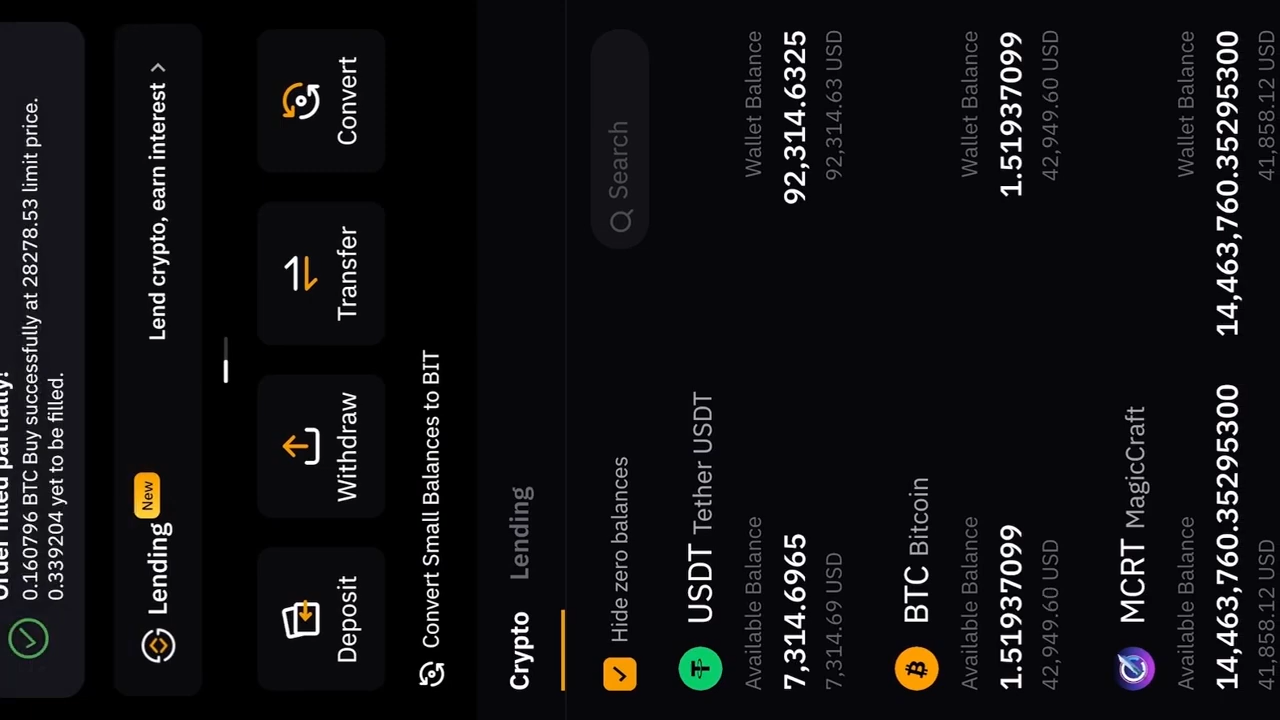 Order filled partially!
0.160796 BTC Buy successfully at 28278.53 limit price.
0.339204 yet to be filled.
Lending New Lend crypto, earn interest >
Deposit Withdraw Transfer Convert
Convert Small Balances to BIT
Crypto Lending
Hide zero balances Search
USDT Tether USDT
Available Balance Wallet Balance
7,314.6965 92,314.6325
7,314.69 USD 92,314.63 USD
BTC Bitcoin
Available Balance Wallet Balance
1.51937099 1.51937099
42,949.60 USD 42,949.60 USD
MCRT MagicCraft
Available Balance Wallet Balance
14,463,760.35295300 14,463,760.35295300
41,858.12 USD 41,858.12 USD